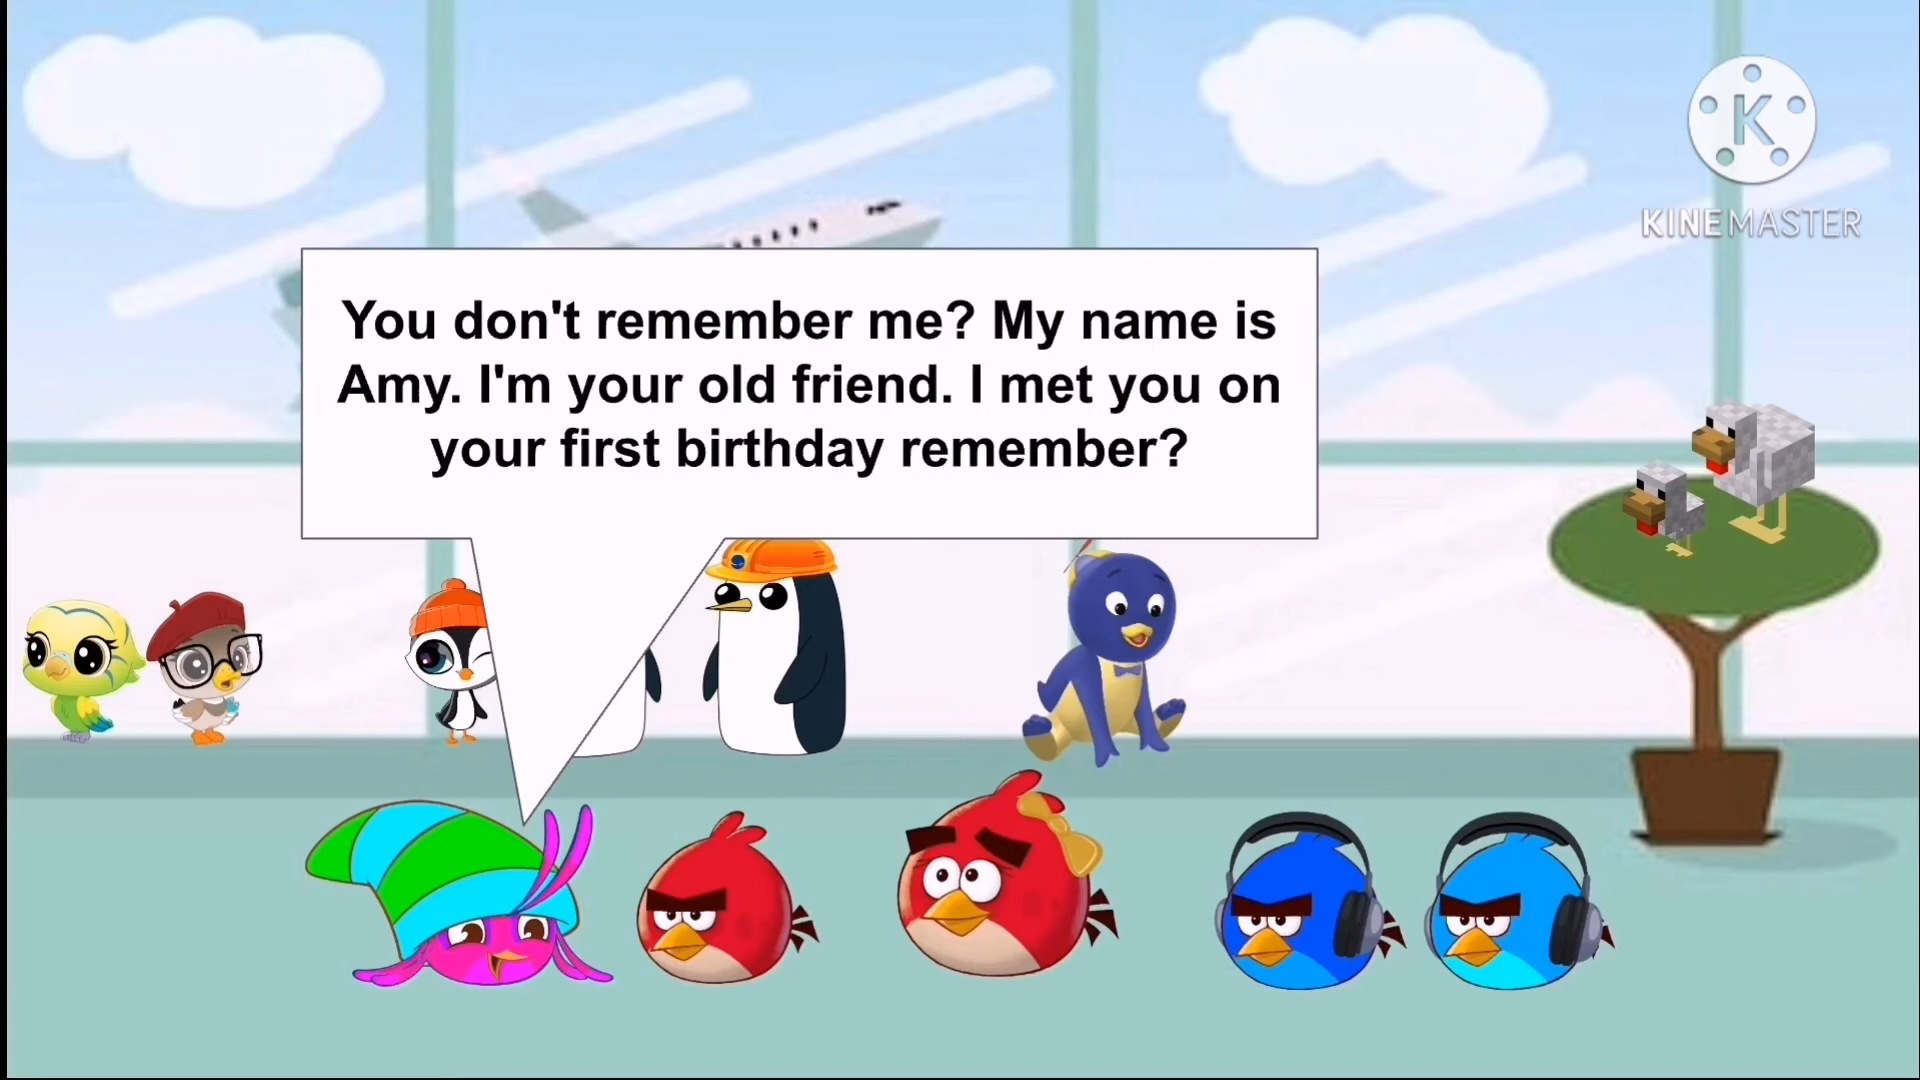 K
KINEMASTER
You don't remember me? My name is
Amy. I'm your old friend. I met you on
your first birthday remember?